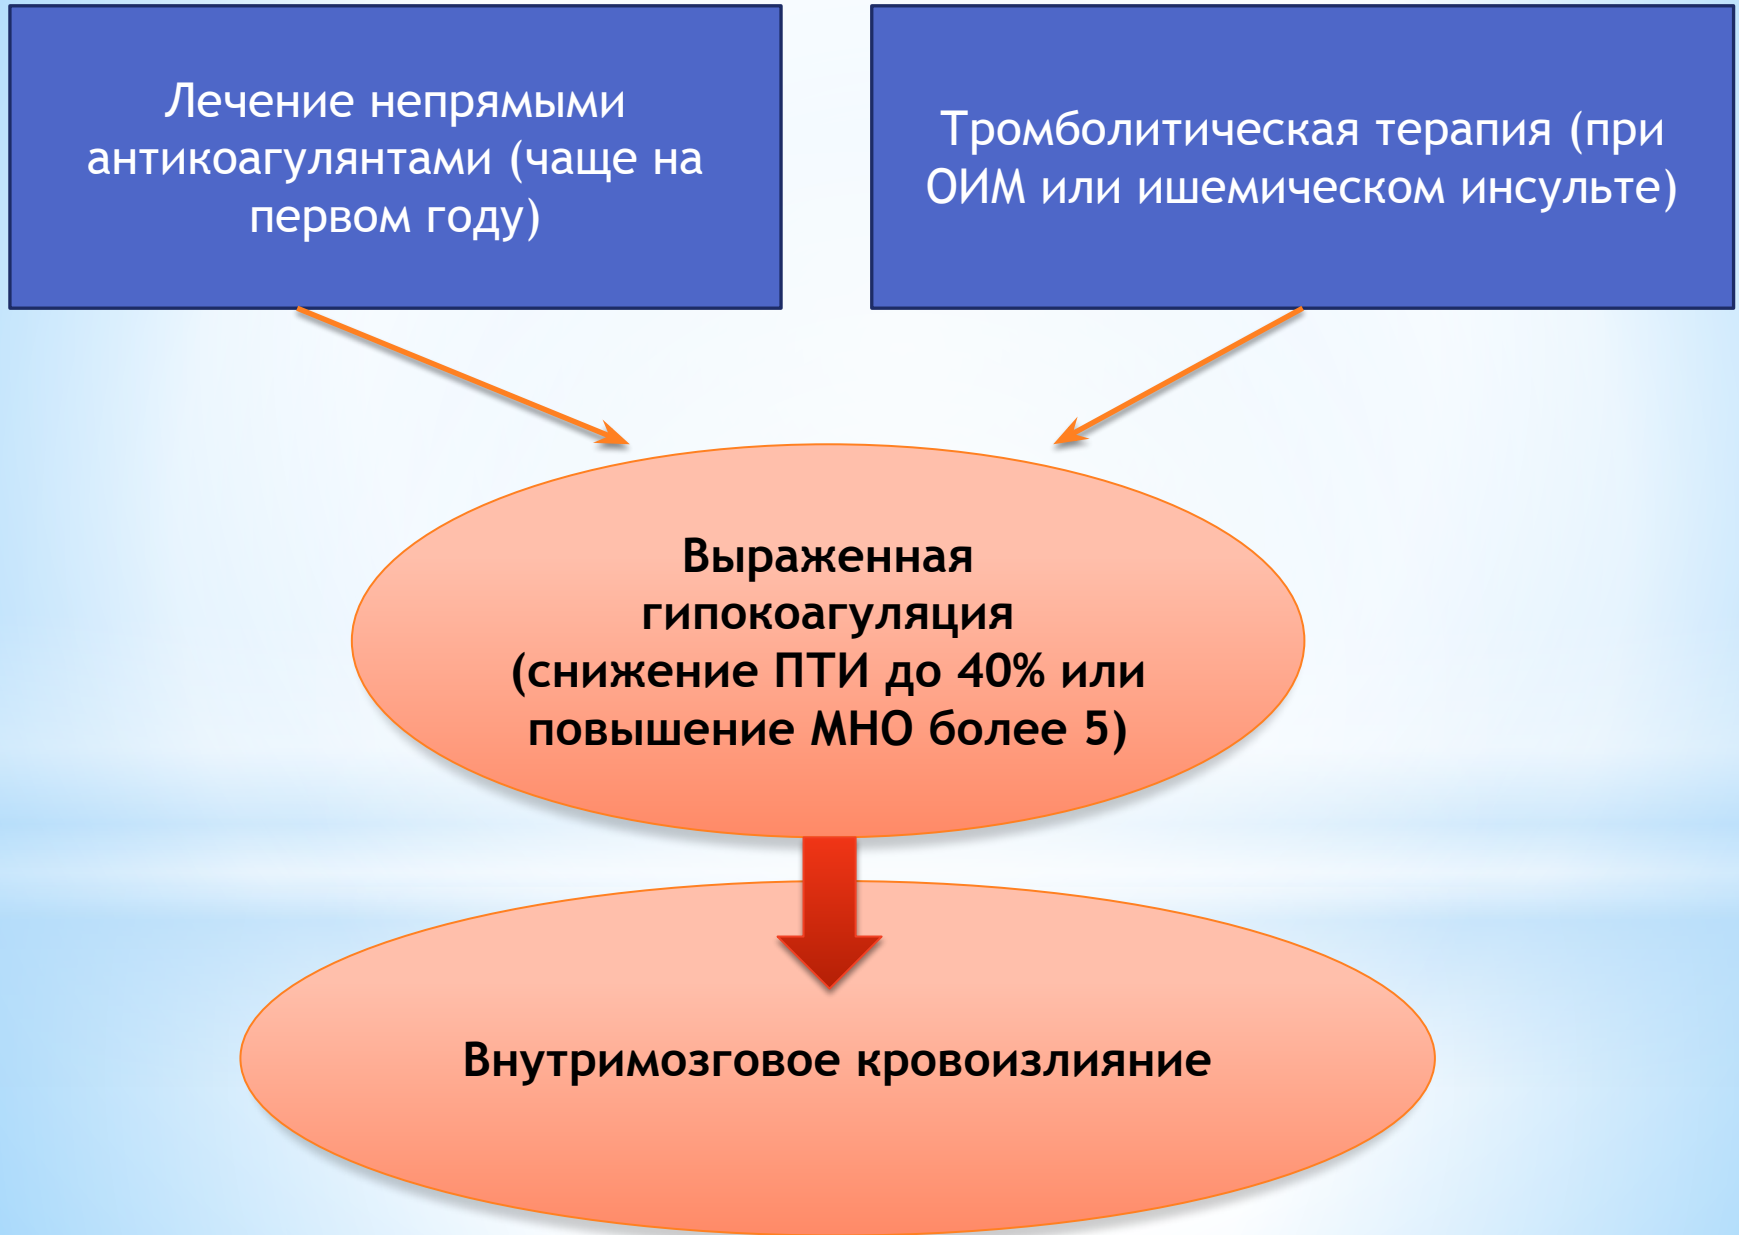 Лечение непрямыми
антикоагулянтами (чаще на
первом году)
Тромболитическая терапия (при
ОИМ или ишемическом инсульте)
Выраженная
гипокоагуляция
(снижение ПТИ до 40% или
повышение МНО более 5)
Внутримозговое кровоизлияние